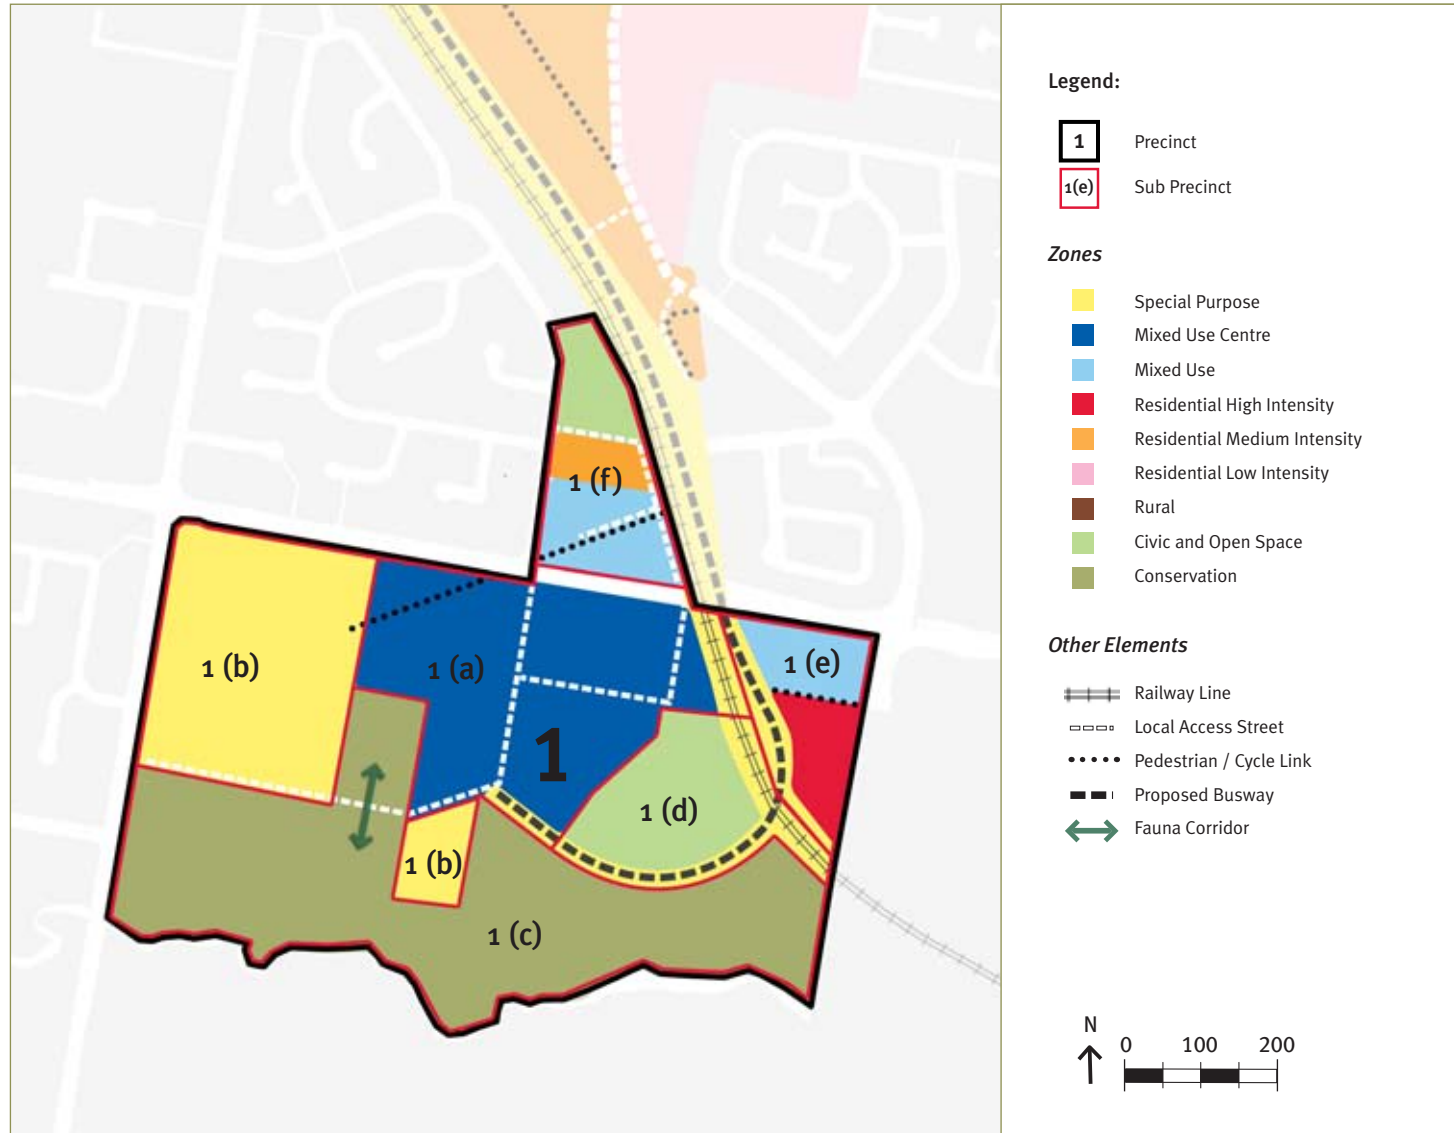 1 (f)
1 (b)
1 (a)
1 (e)
1
1 (d)
1 (b)
1 (c)
Legend:
1 Precinct
1(e) Sub Precinct
Zones
Special Purpose
Mixed Use Centre
Mixed Use
Residential High Intensity
Residential Medium Intensity
Residential Low Intensity
Rural
Civic and Open Space
Conservation
Other Elements
Railway Line
Local Access Street
Pedestrian / Cycle Link
Proposed Busway
Fauna Corridor
N
0 100 200